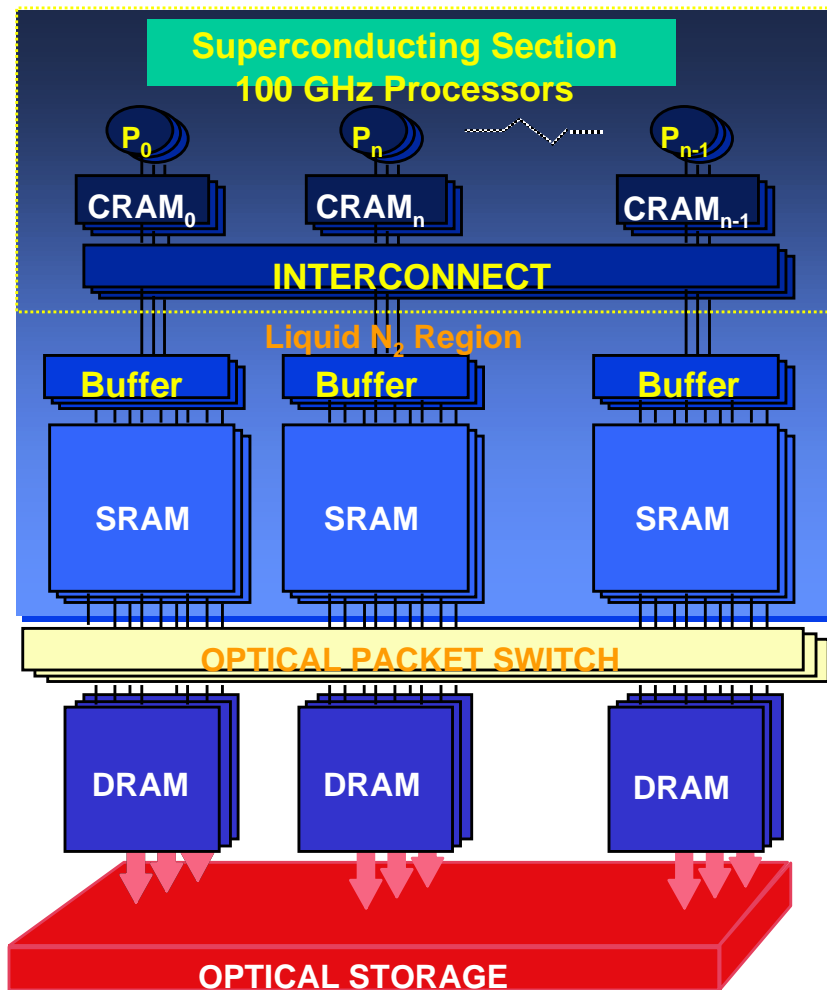 Superconducting Section
100 GHz Processors
P₀ Pₙ Pₙ₋₁
CRAM₀ CRAMₙ CRAMₙ₋₁
INTERCONNECT
Liquid N₂ Region
Buffer Buffer Buffer
SRAM SRAM SRAM
OPTICAL PACKET SWITCH
DRAM DRAM DRAM
OPTICAL STORAGE